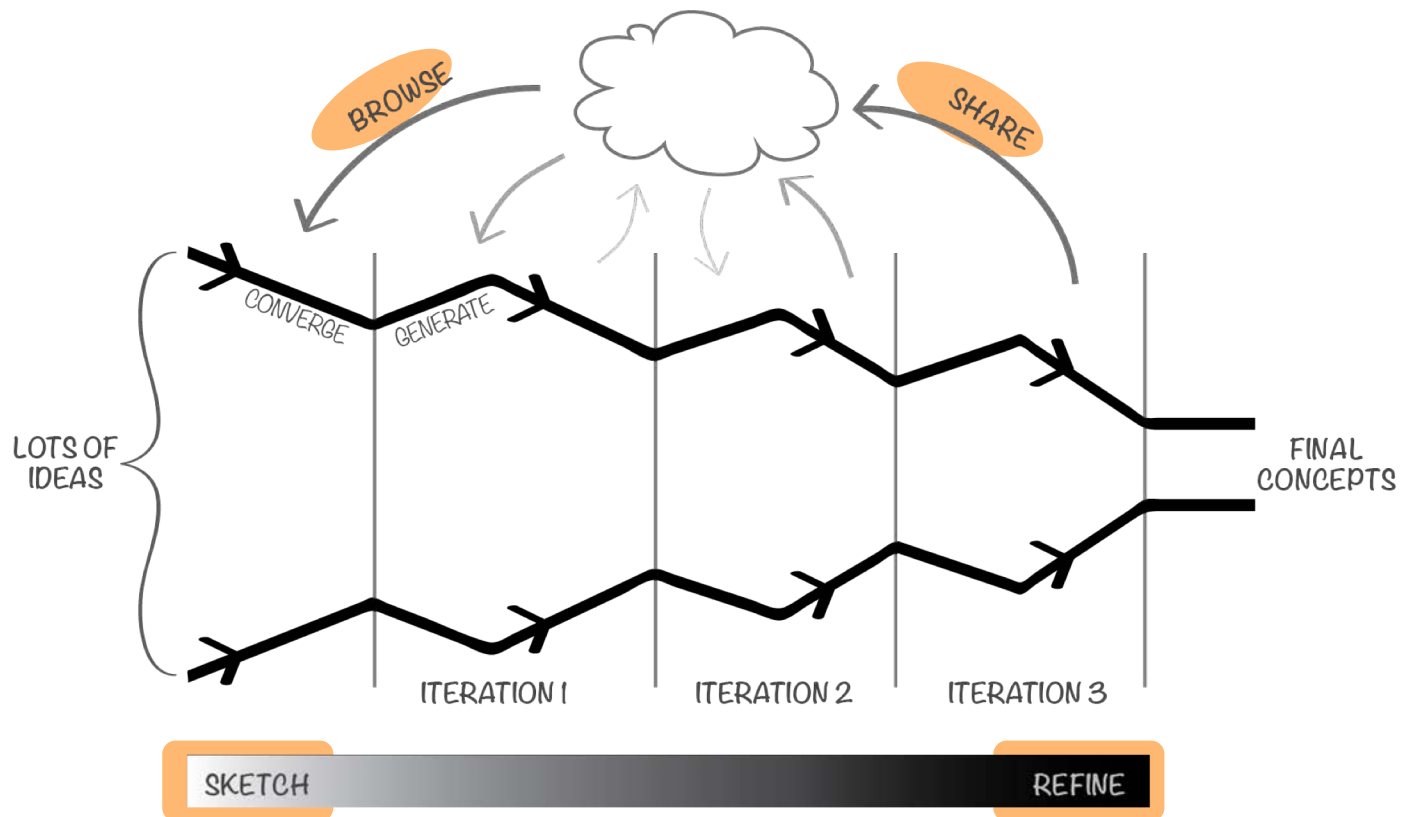 BROWSE
SHARE
CONVERGE
GENERATE
LOTS OF
IDEAS
FINAL
CONCEPTS
ITERATION 1
ITERATION 2
ITERATION 3
SKETCH
REFINE